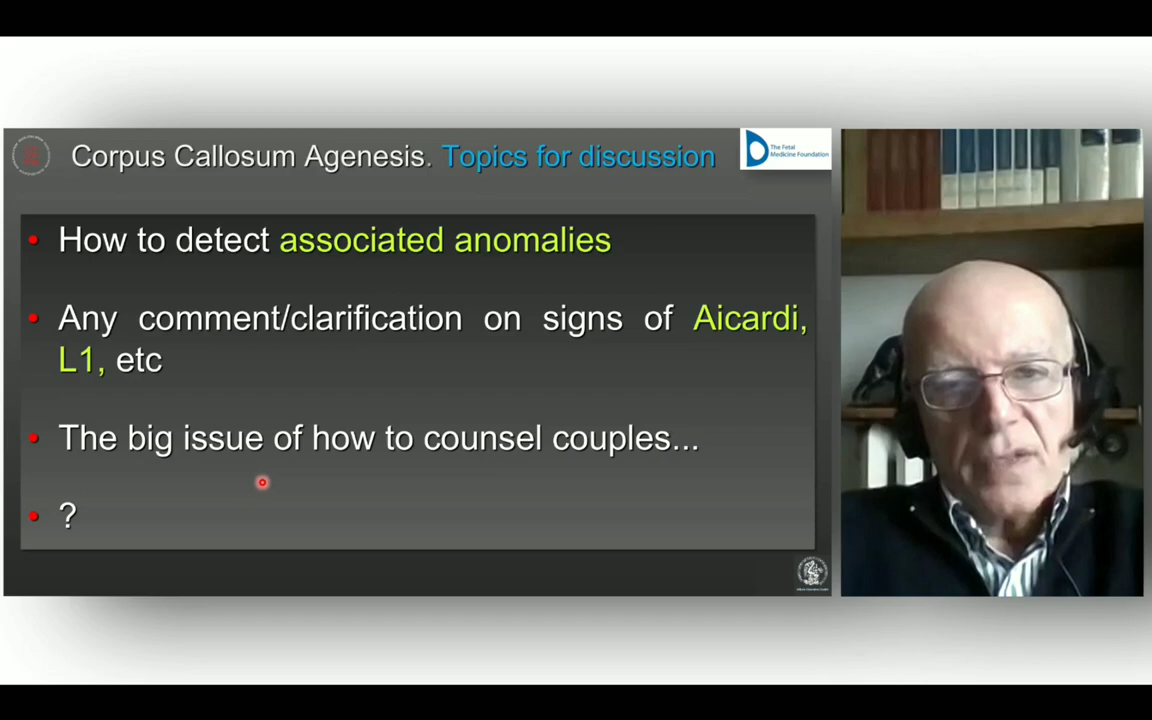 Corpus Callosum Agenesis. Topics for discussion
The Fetal
Medicine Foundation
• How to detect associated anomalies
• Any comment/clarification on signs of Aicardi,
L1, etc
• The big issue of how to counsel couples...
• ?